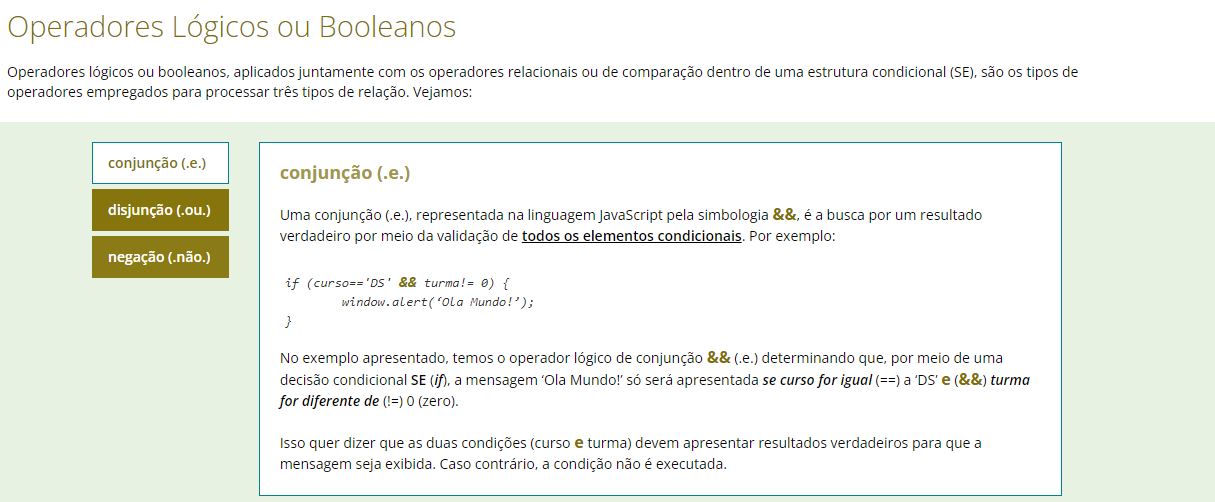 Operadores Lógicos ou Booleanos
Operadores lógicos ou booleanos, aplicados juntamente com os operadores relacionais ou de comparação dentro de uma estrutura condicional (SE), são os tipos de
operadores empregados para processar três tipos de relação. Vejamos:
conjunção (.e.)
disjunção (.ou.)
negação (.não.)
conjunção (.e.)
Uma conjunção (.e.), representada na linguagem JavaScript pela simbologia &&, é a busca por um resultado
verdadeiro por meio da validação de todos os elementos condicionais. Por exemplo:
if (curso=='DS' && turma!= 0) {
window.alert(‘Ola Mundo!’);
}
No exemplo apresentado, temos o operador lógico de conjunção && (.e.) determinando que, por meio de uma
decisão condicional SE (if), a mensagem ‘Ola Mundo!’ só será apresentada se curso for igual (==) a ‘DS’ e (&&) turma
for diferente de (!=) 0 (zero).
Isso quer dizer que as duas condições (curso e turma) devem apresentar resultados verdadeiros para que a
mensagem seja exibida. Caso contrário, a condição não é executada.